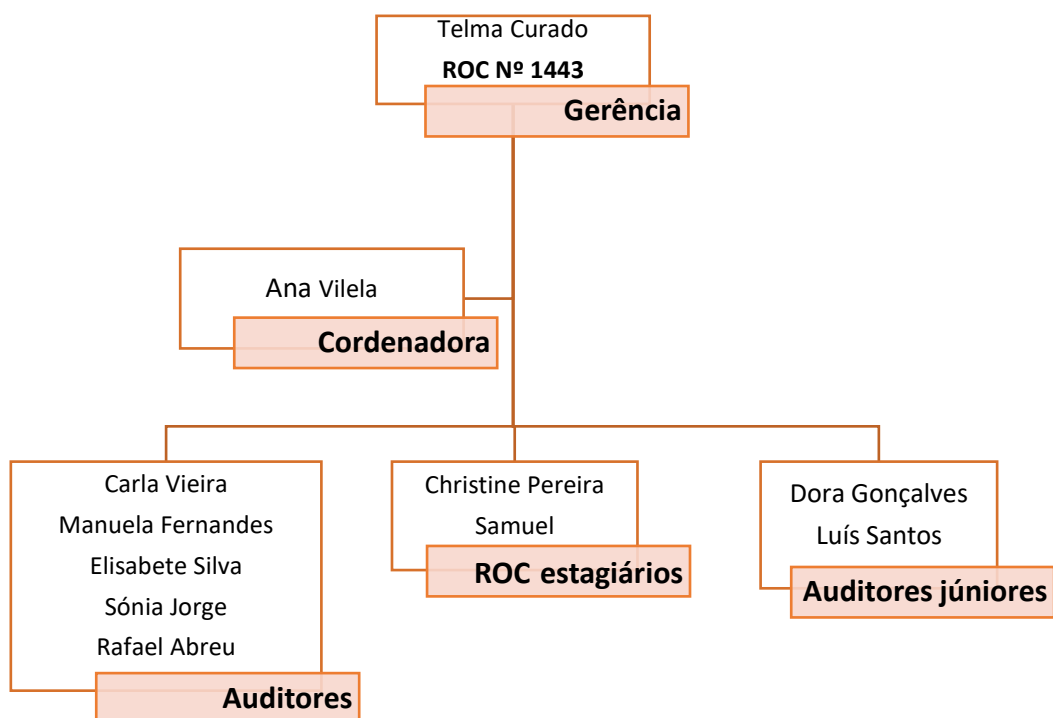 Telma Curado
ROC Nº 1443
Gerência
Ana Vilela
Cordenadora
Carla Vieira
Manuela Fernandes
Elisabete Silva
Sónia Jorge
Rafael Abreu
Auditores
Christine Pereira
Samuel
ROC estagiários
Dora Gonçalves
Luís Santos
Auditores júniores